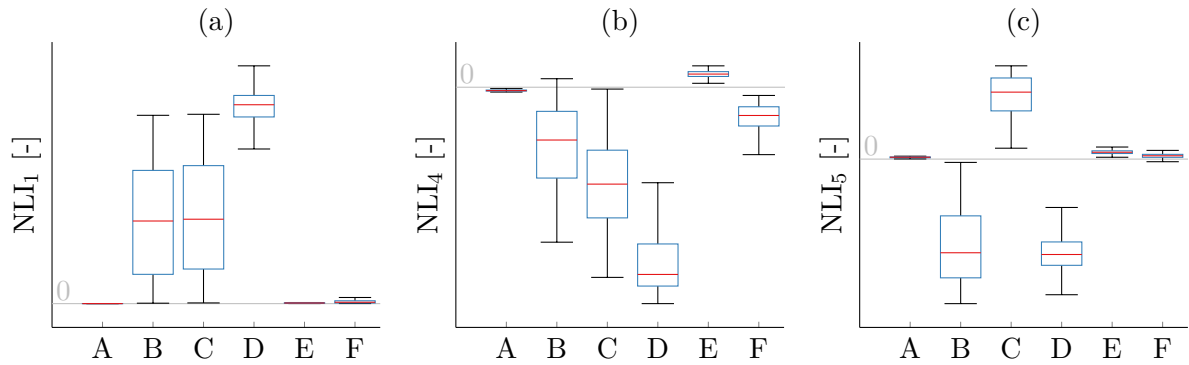 (a)
NLI1 [-]
0
A B C D E F
(b)
NLI4 [-]
0
A B C D E F
(c)
NLI5 [-]
0
A B C D E F